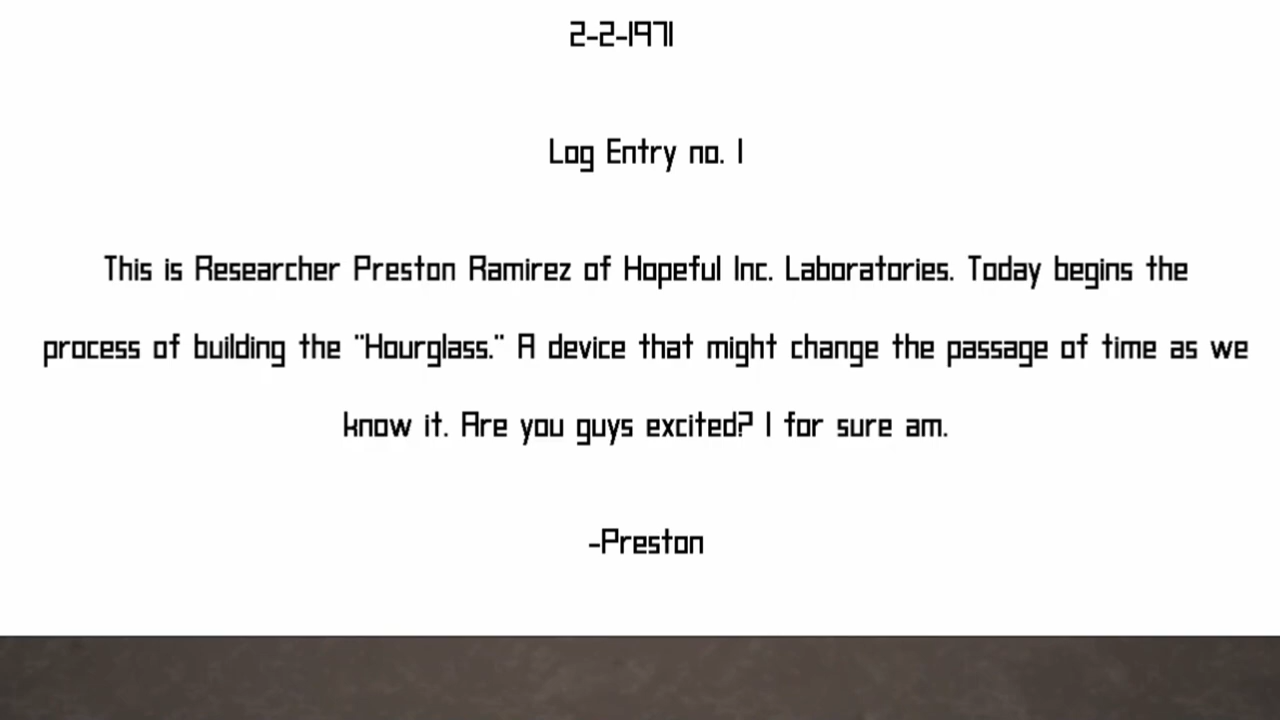 2-2-1971
Log Entry no. 1
This is Researcher Preston Ramirez of Hopeful Inc. Laboratories. Today begins the
process of building the "Hourglass." A device that might change the passage of time as we
know it. Are you guys excited? I for sure am.
-Preston